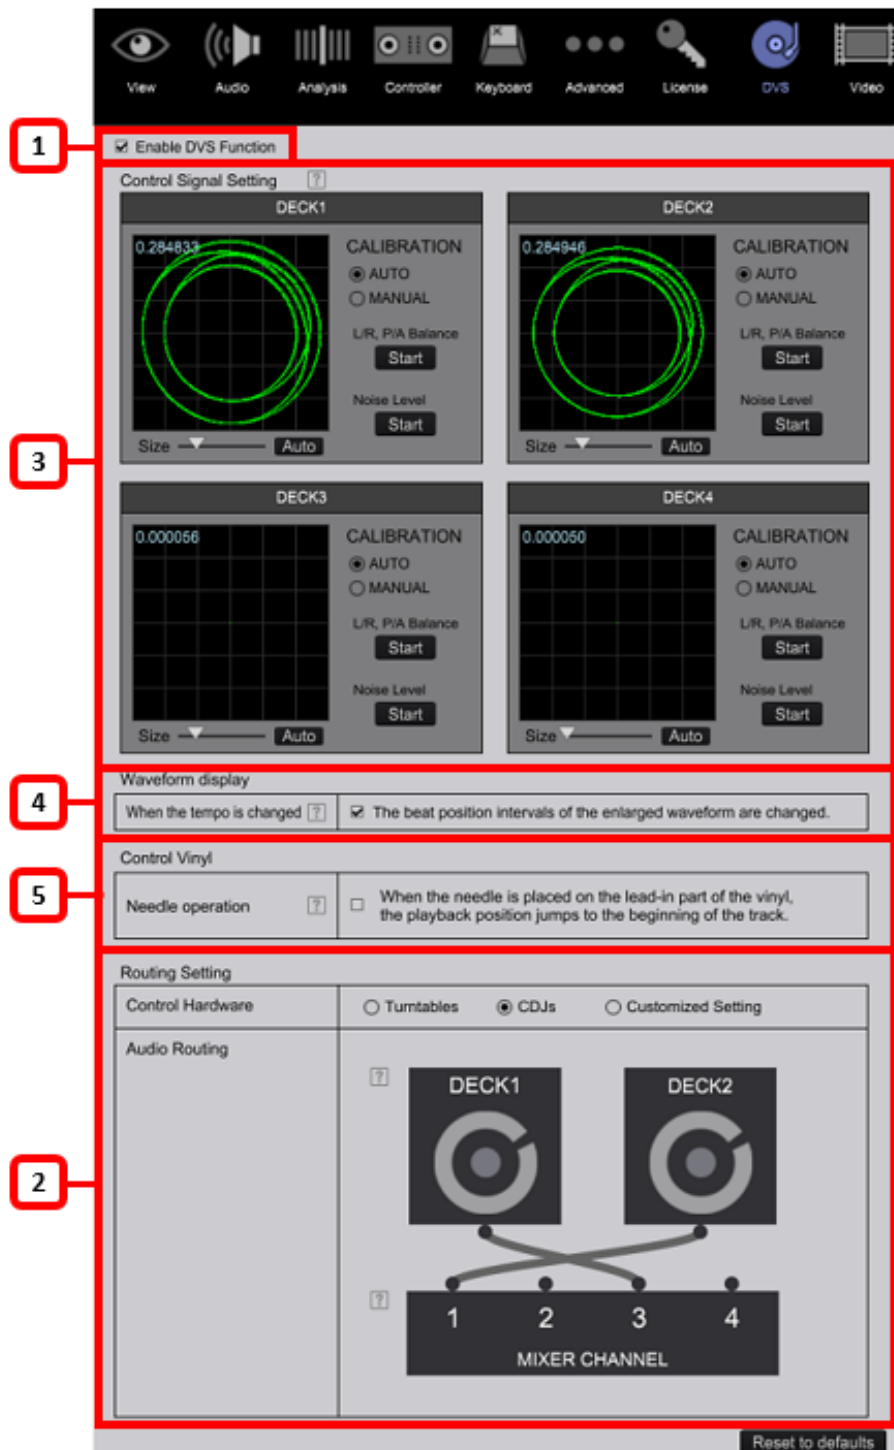 View Audio Analysis Controller Keyboard Advanced License DVS Video
1
Enable DVS Function
Control Signal Setting ?
DECK1 DECK2
0.284833 CALIBRATION 0.284946 CALIBRATION
AUTO AUTO
MANUAL MANUAL
L/R, P/A Balance L/R, P/A Balance
Start Start
Noise Level Noise Level
Start Start
Size Auto Size Auto
3
DECK3 DECK4
0.000056 CALIBRATION 0.000050 CALIBRATION
AUTO AUTO
MANUAL MANUAL
L/R, P/A Balance L/R, P/A Balance
Start Start
Noise Level Noise Level
Start Start
Size Auto Size Auto
Waveform display
4
When the tempo is changed ? The beat position intervals of the enlarged waveform are changed.
Control Vinyl
5
Needle operation ? When the needle is placed on the lead-in part of the vinyl,
the playback position jumps to the beginning of the track.
Routing Setting
Control Hardware Turntables CDJs Customized Setting
Audio Routing
? DECK1 DECK2
2
? 1 2 3 4
MIXER CHANNEL
Reset to defaults